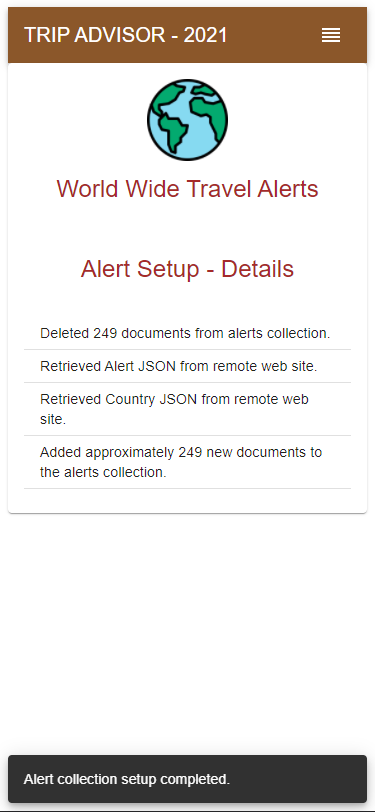 TRIP ADVISOR - 2021
World Wide Travel Alerts
Alert Setup - Details
Deleted 249 documents from alerts collection.
Retrieved Alert JSON from remote web site.
Retrieved Country JSON from remote web
site.
Added approximately 249 new documents to
the alerts collection.
Alert collection setup completed.